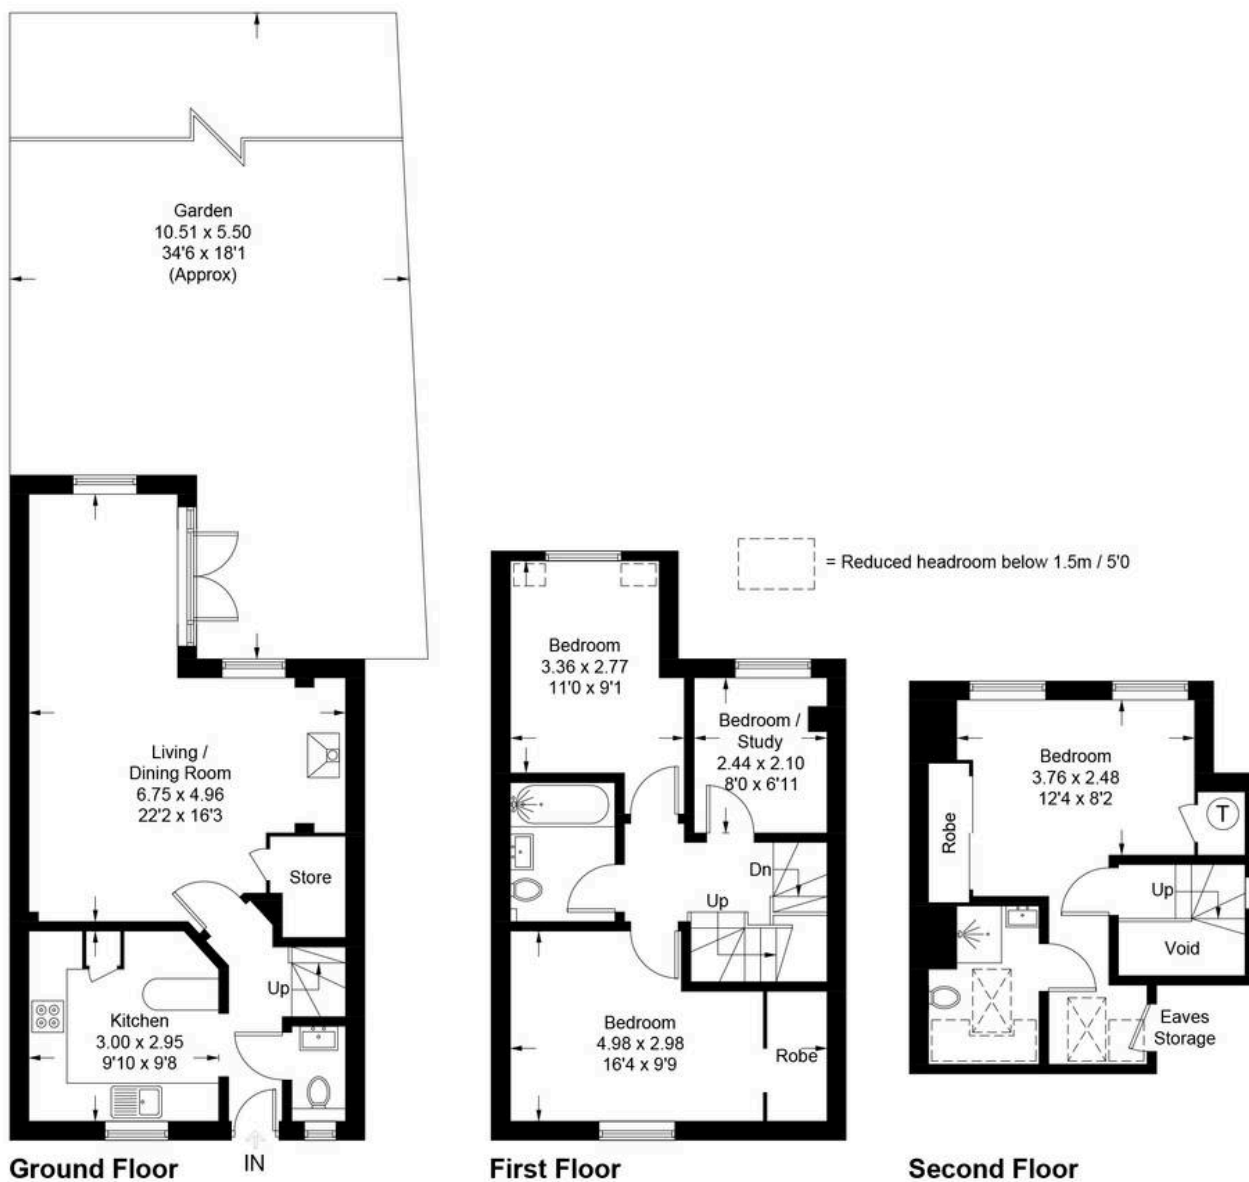 Garden
10.51 x 5.50
34'6 x 18'1
(Approx)
= Reduced headroom below 1.5m / 5'0
Living /
Dining Room
6.75 x 4.96
22'2 x 16'3
Store
Up
Kitchen
3.00 x 2.95
9'10 x 9'8
IN
Ground Floor
Bedroom
3.36 x 2.77
11'0 x 9'1
Bedroom /
Study
2.44 x 2.10
8'0 x 6'11
Dn
Up
Bedroom
4.98 x 2.98
16'4 x 9'9
Robe
First Floor
Bedroom
3.76 x 2.48
12'4 x 8'2
T
Robe
Up
Void
Eaves
Storage
Second Floor